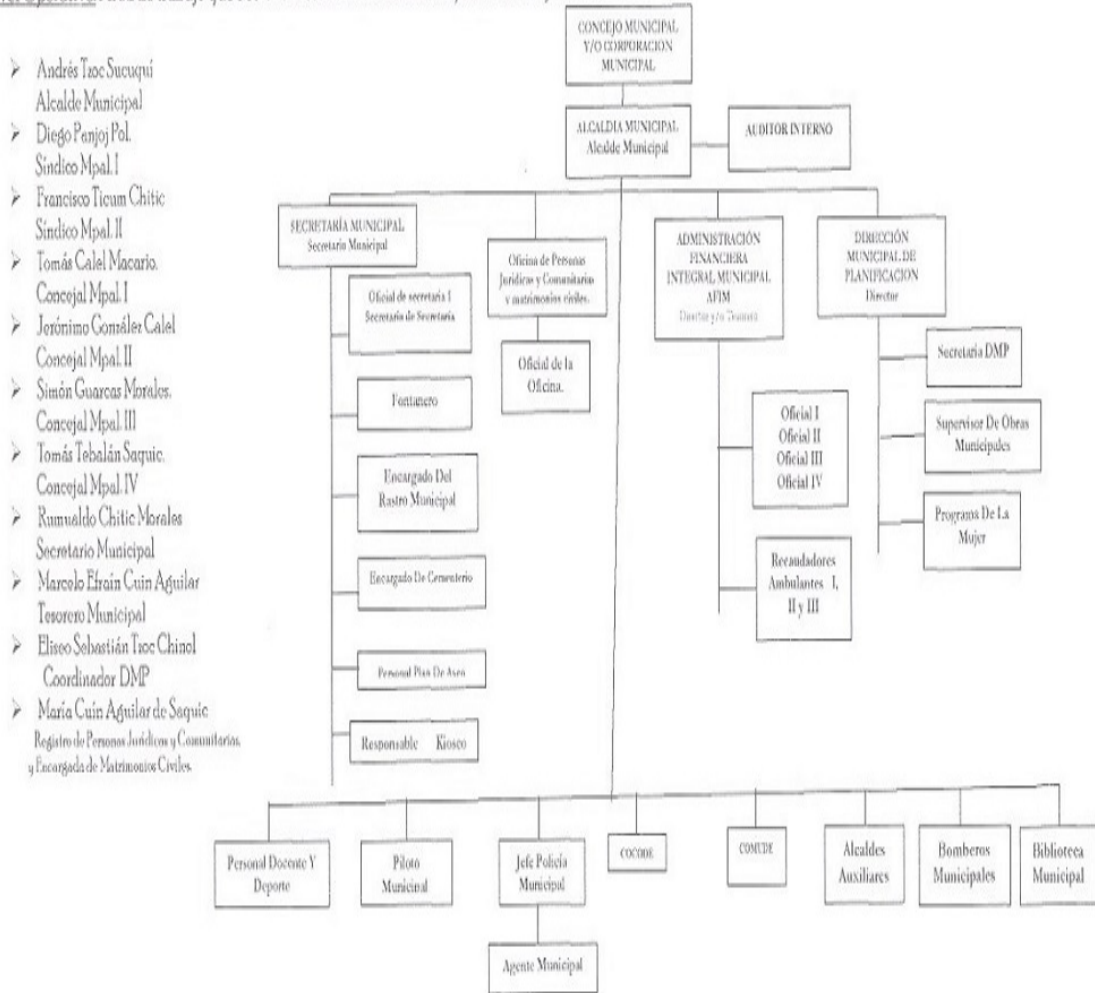 ➢ Andrés Tzoc Sucuquí
Alcalde Municipal
➢ Diego Panjoj Pol.
Síndico Mpal. I
➢ Francisco Ticum Chitic
Síndico Mpal. II
➢ Tomás Calel Macario.
Concejal Mpal. I
➢ Jerónimo González Calel
Concejal Mpal. II
➢ Simón Guarcas Morales.
Concejal Mpal. III
➢ Tomás Tebalán Saquic.
Concejal Mpal. IV
➢ Rumualdo Chitic Morales
Secretario Municipal
➢ Marcelo Efraín Cuin Aguilar
Tesorero Municipal
➢ Eliseo Sebastián Tzoc Chinol
Coordinador DMP
➢ María Cuín Aguilar de Saquic
Registro de Personas Jurídicas y Comunitarias,
y Encargada de Matrimonios Civiles.
CONCEJO MUNICIPAL
Y/O CORPORACION
MUNICIPAL
ALCALDIA MUNICIPAL
Alcalde Municipal
AUDITOR INTERNO
SECRETARÍA MUNICIPAL
Secretario Municipal
Oficial de secretaria I
Secretaria de Secretaría
Fontanero
Encargado Del
Rastro Municipal
Encargado De Cementerio
Personal Plan De Aseo
Responsable Kiosco
Oficina de Personas
Jurídicas y Comunitarias
y matrimonios civiles.
Oficial de la
Oficina.
ADMINISTRACIÓN
FINANCIERA
INTEGRAL MUNICIPAL
AFIM
Director y/o Tesorero
Oficial I
Oficial II
Oficial III
Oficial IV
Recaudadores
Ambulantes I,
II y III
DIRECCIÓN
MUNICIPAL DE
PLANIFICACION
Director
Secretaria DMP
Supervisor De Obras
Municipales
Programa De La
Mujer
Personal Docente Y
Deporte
Piloto
Municipal
Jefe Policía
Municipal
Agente Municipal
COCODE
COMUDE
Alcaldes
Auxiliares
Bomberos
Municipales
Biblioteca
Municipal